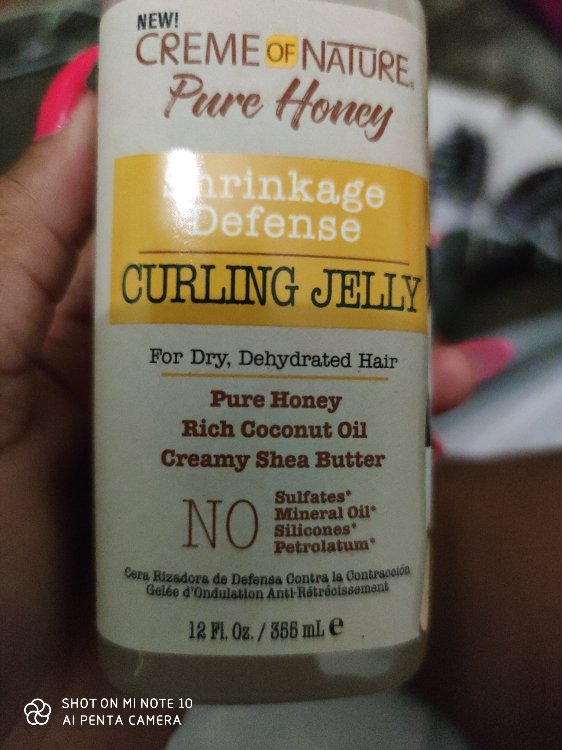 NEW!
CREME OF NATURE®
Pure Honey
Shrinkage
Defense
CURLING JELLY
For Dry, Dehydrated Hair
Pure Honey
Rich Coconut Oil
Creamy Shea Butter
NO
Sulfates*
Mineral Oil*
Silicones*
Petrolatum*
Cera Rizadora de Defensa Contra la Contracción
Gelée d'Ondulation Anti-Rétrécissement
12 Fl. Oz. / 355 mL e
SHOT ON MI NOTE 10
AI PENTA CAMERA